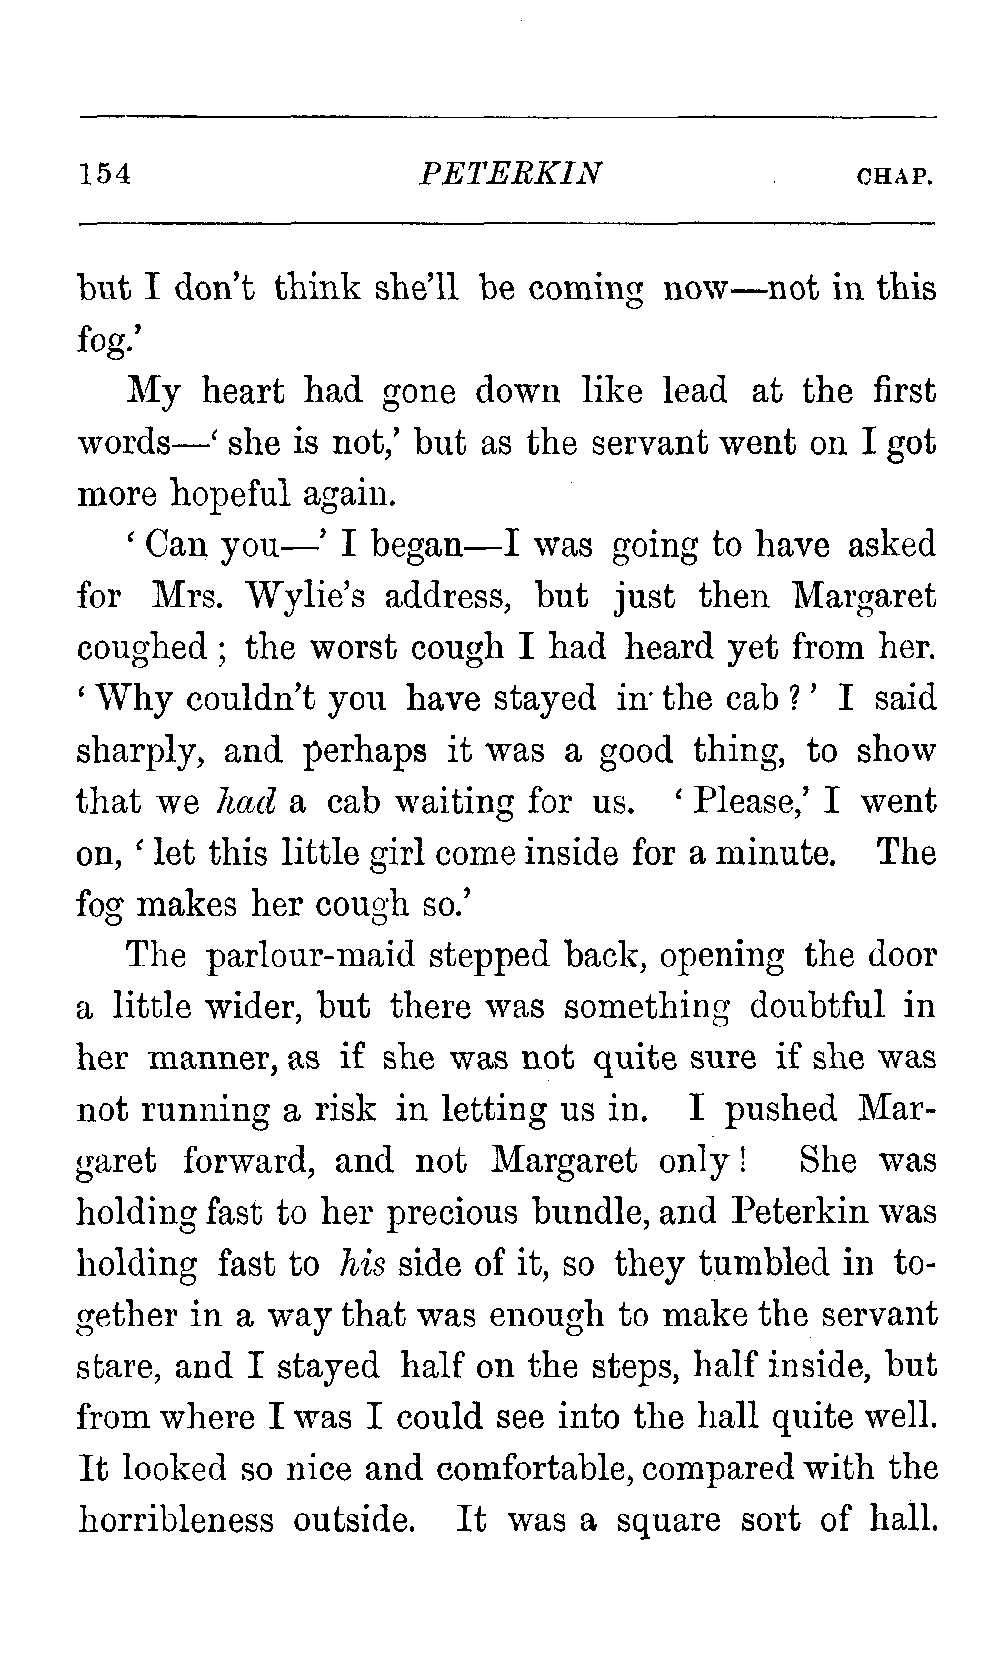 154 PETERKIN CHAP.
but I don't think she'll be coming now—not in this
fog.'
My heart had gone down like lead at the first
words—' she is not,' but as the servant went on I got
more hopeful again.
' Can you—' I began—I was going to have asked
for Mrs. Wylie's address, but just then Margaret
coughed ; the worst cough I had heard yet from her.
' Why couldn't you have stayed in the cab ? ' I said
sharply, and perhaps it was a good thing, to show
that we had a cab waiting for us. ' Please,' I went
on, ' let this little girl come inside for a minute. The
fog makes her cough so.'
The parlour-maid stepped back, opening the door
a little wider, but there was something doubtful in
her manner, as if she was not quite sure if she was
not running a risk in letting us in. I pushed Mar-
garet forward, and not Margaret only ! She was
holding fast to her precious bundle, and Peterkin was
holding fast to his side of it, so they tumbled in to-
gether in a way that was enough to make the servant
stare, and I stayed half on the steps, half inside, but
from where I was I could see into the hall quite well.
It looked so nice and comfortable, compared with the
horribleness outside. It was a square sort of hall.